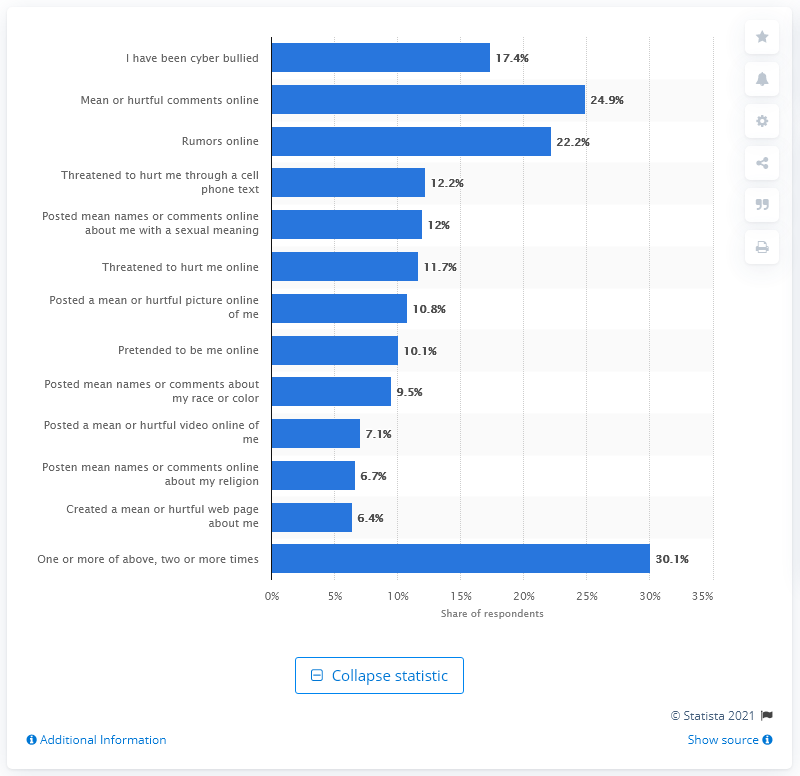 I have been cyber bullied
17.4%
Mean or hurtful comments online
24.9%
Rumors online
22.2%
Threatened to hurt me through a cell
phone text
12.2%
Posted mean names or comments online
about me with a sexual meaning
12%
Threatened to hurt me online
11.7%
Posted a mean or hurtful picture online
of me
10.8%
Pretended to be me online
10.1%
Posted mean names or comments about
my race or color
9.5%
Posted a mean or hurtful video online of
me
7.1%
Posten mean names or comments online
about my religion
6.7%
Created a mean or hurtful web page
about me
6.4%
One or more of above, two or more times
30.1%
0% 5% 10% 15% 20% 25% 30% 35%
Share of respondents
Collapse statistic
© Statista 2021
Additional Information
Show source